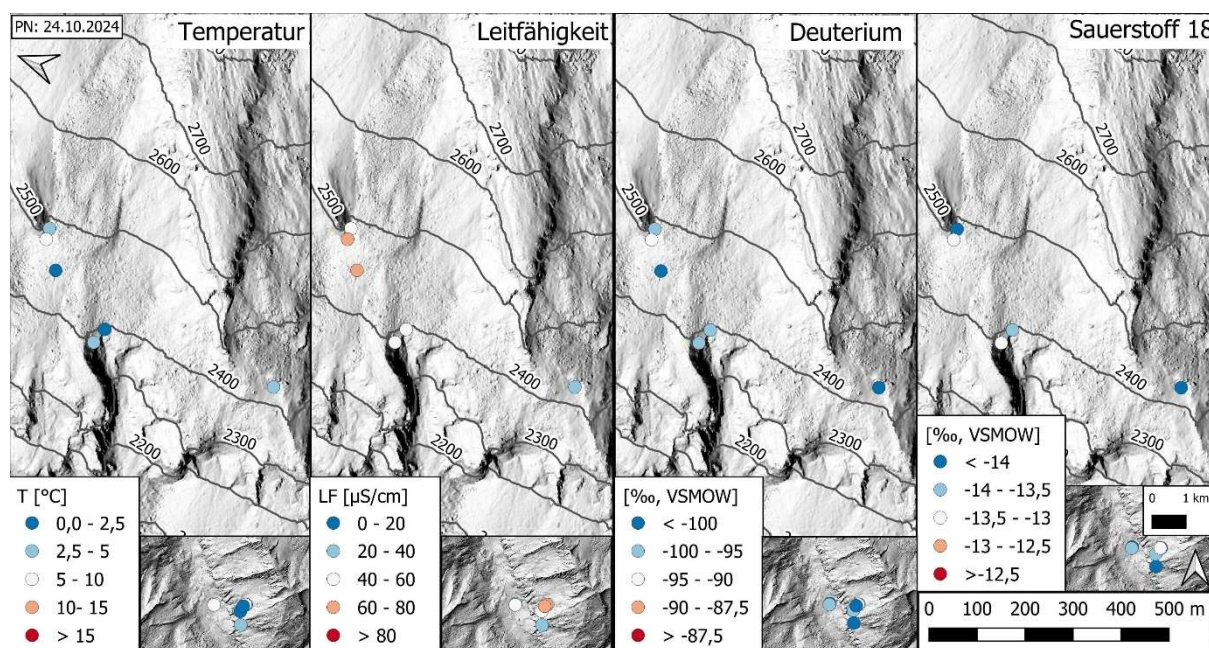 PN: 24.10.2024
Temperatur
2700
2600
2500
2400
2300
2200
T [°C]
0,0 - 2,5
2,5 - 5
5 - 10
10- 15
> 15
Leitfähigkeit
2700
2600
2500
2400
2300
2200
LF [µS/cm]
0 - 20
20 - 40
40 - 60
60 - 80
> 80
Deuterium
2700
2600
2500
2400
2300
2200
[‰, VSMOW]
< -100
-100 - -95
-95 - -90
-90 - -87,5
> -87,5
Sauerstoff 18
2700
2600
2500
2400
2300
2200
[‰, VSMOW]
< -14
-14 - -13,5
-13,5 - -13
-13 - -12,5
>-12,5
0 1 km
0 100 200 300 400 500 m